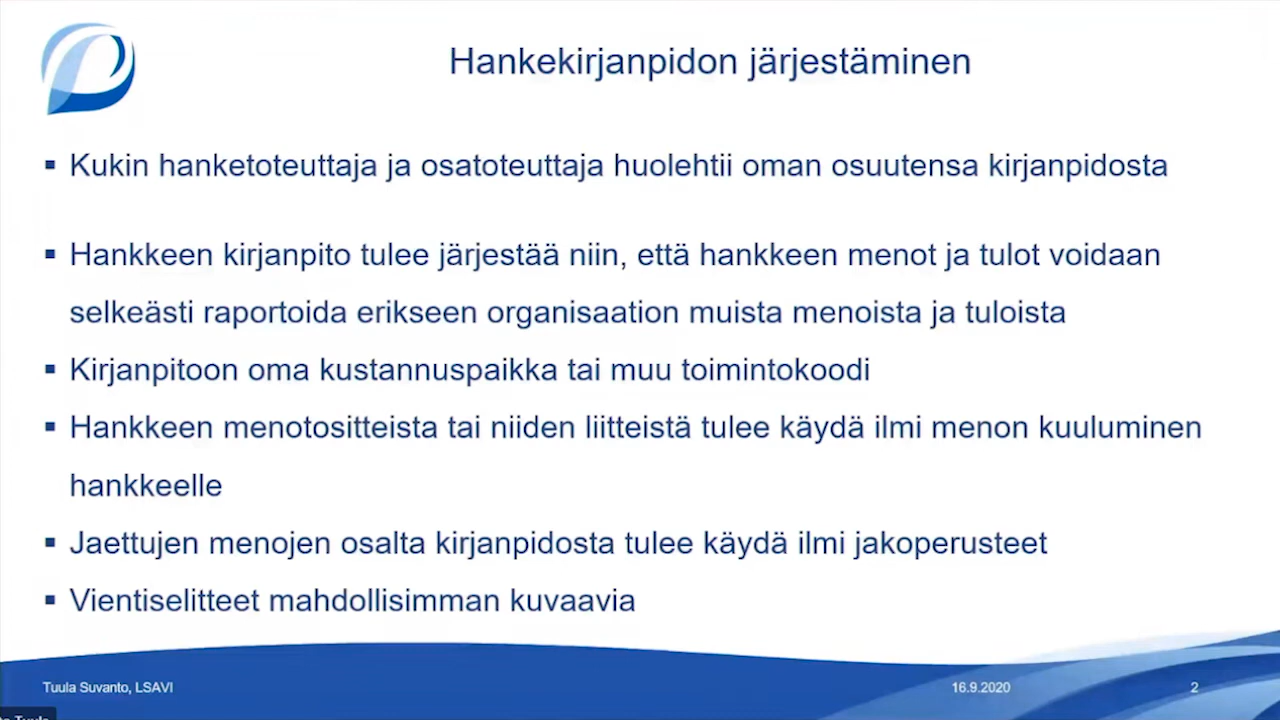 Hankekirjanpidon järjestäminen
▪ Kukin hanketoteuttaja ja osatoteuttaja huolehtii oman osuutensa kirjanpidosta
▪ Hankkeen kirjanpito tulee järjestää niin, että hankkeen menot ja tulot voidaan
selkeästi raportoida erikseen organisaation muista menoista ja tuloista
▪ Kirjanpitoon oma kustannuspaikka tai muu toimintokoodi
▪ Hankkeen menotositteista tai niiden liitteistä tulee käydä ilmi menon kuuluminen
hankkeelle
▪ Jaettujen menojen osalta kirjanpidosta tulee käydä ilmi jakoperusteet
▪ Vientiselitteet mahdollisimman kuvaavia
Tuula Suvanto, LSAVI 16.9.2020 2
Tuula